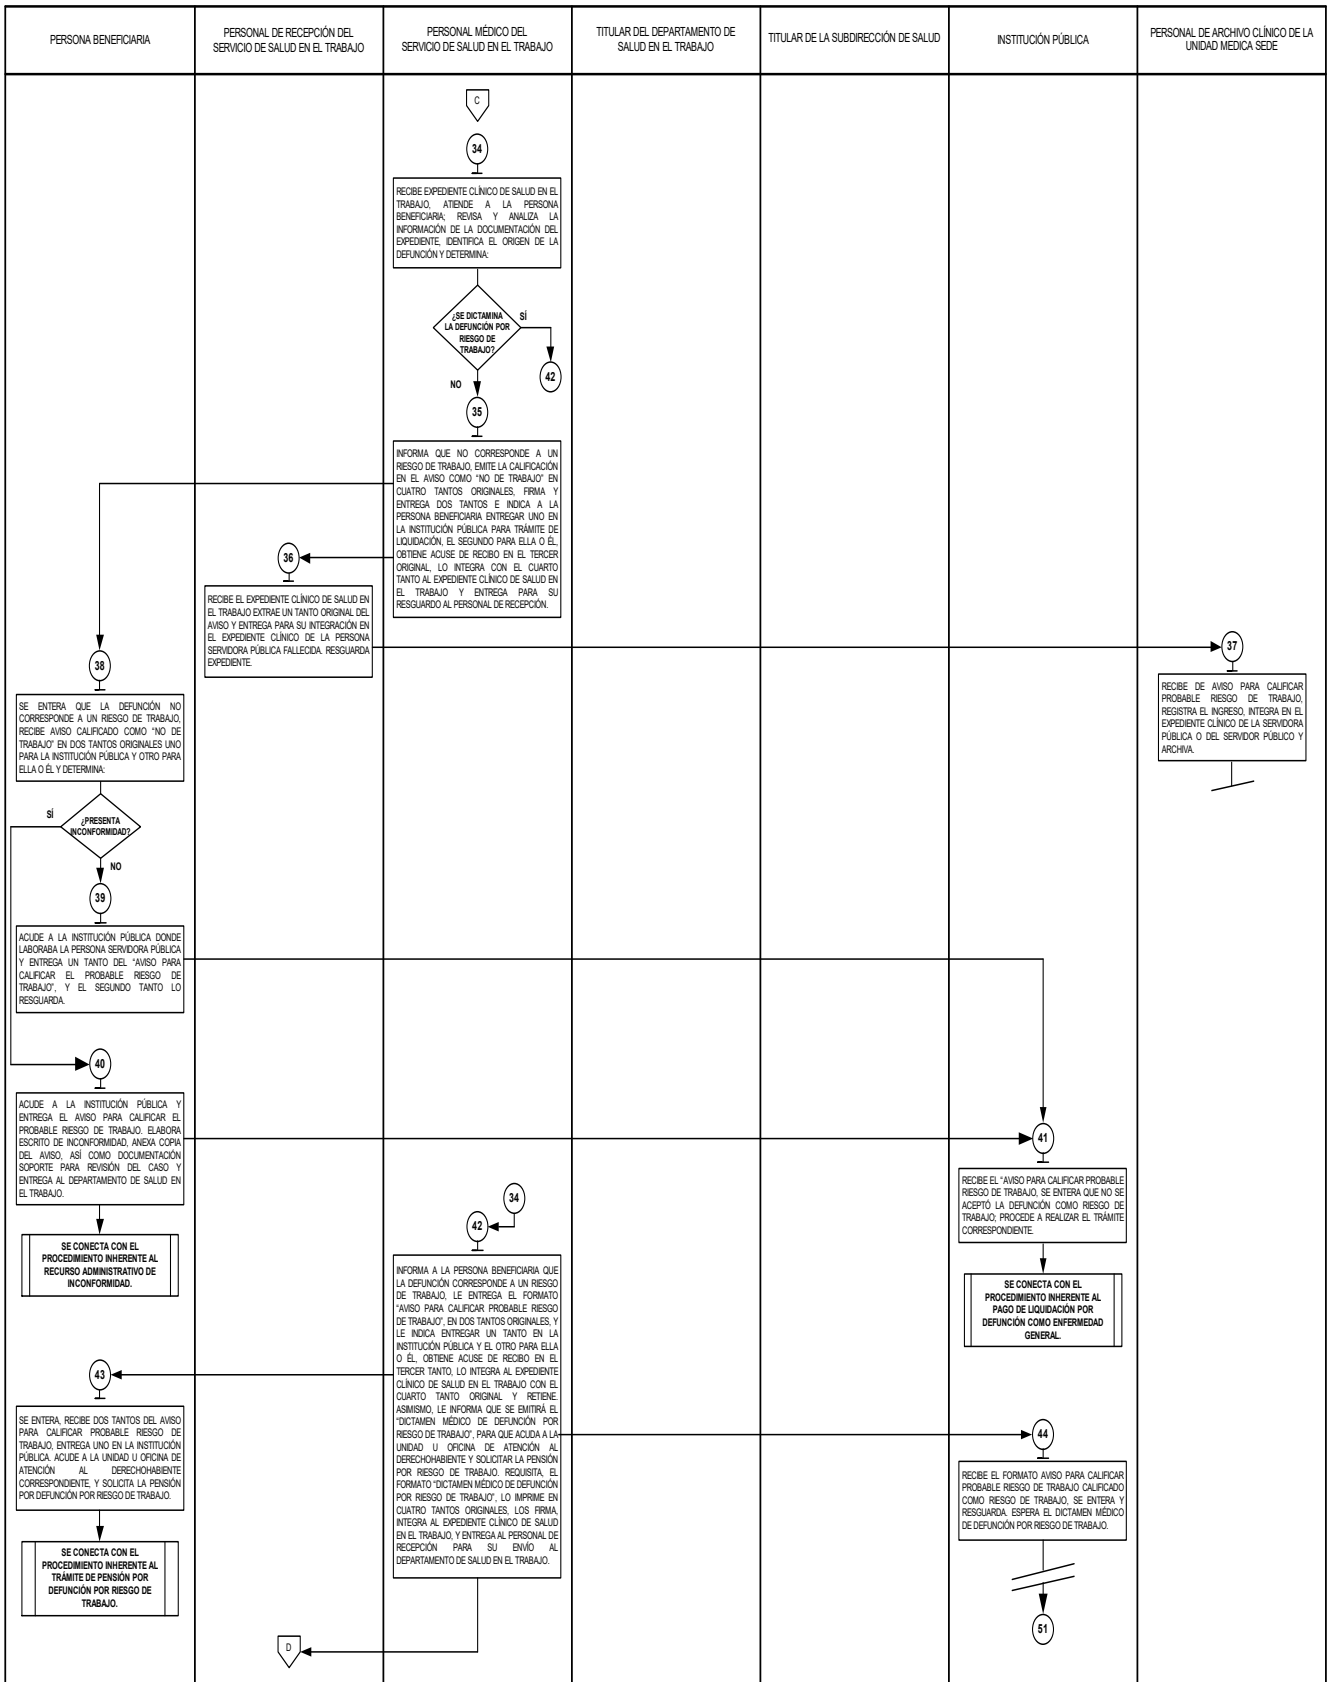 PERSONA BENEFICIARIA
PERSONAL DE RECEPCIÓN DEL
SERVICIO DE SALUD EN EL TRABAJO
PERSONAL MÉDICO DEL
SERVICIO DE SALUD EN EL TRABAJO
TITULAR DEL DEPARTAMENTO DE
SALUD EN EL TRABAJO
TITULAR DE LA SUBDIRECCIÓN DE SALUD
INSTITUCIÓN PÚBLICA
PERSONAL DE ARCHIVO CLÍNICO DE LA
UNIDAD MEDICA SEDE
C
34
RECIBE EXPEDIENTE CLÍNICO DE SALUD EN EL
TRABAJO, ATIENDE A LA PERSONA
BENEFICIARIA; REVISA Y ANALIZA LA
INFORMACIÓN DE LA DOCUMENTACIÓN DEL
EXPEDIENTE, IDENTIFICA EL ORIGEN DE LA
DEFUNCIÓN Y DETERMINA:
¿SE DICTAMINA
LA DEFUNCIÓN POR
RIESGO DE
TRABAJO?
SÍ
42
NO
35
INFORMA QUE NO CORRESPONDE A UN
RIESGO DE TRABAJO, EMITE LA CALIFICACIÓN
EN EL AVISO COMO “NO DE TRABAJO” EN
CUATRO TANTOS ORIGINALES, FIRMA Y
ENTREGA DOS TANTOS E INDICA A LA
PERSONA BENEFICIARIA ENTREGAR UNO EN
LA INSTITUCIÓN PÚBLICA PARA TRÁMITE DE
LIQUIDACIÓN, EL SEGUNDO PARA ELLA O ÉL,
OBTIENE ACUSE DE RECIBO EN EL TERCER
ORIGINAL, LO INTEGRA CON EL CUARTO
TANTO AL EXPEDIENTE CLÍNICO DE SALUD EN
EL TRABAJO Y ENTREGA PARA SU
RESGUARDO AL PERSONAL DE RECEPCIÓN.
36
RECIBE EL EXPEDIENTE CLÍNICO DE SALUD EN
EL TRABAJO EXTRAE UN TANTO ORIGINAL DEL
AVISO Y ENTREGA PARA SU INTEGRACIÓN EN
EL EXPEDIENTE CLÍNICO DE LA PERSONA
SERVIDORA PÚBLICA FALLECIDA. RESGUARDA
EXPEDIENTE.
37
RECIBE DE AVISO PARA CALIFICAR
PROBABLE RIESGO DE TRABAJO,
REGISTRA EL INGRESO, INTEGRA EN EL
EXPEDIENTE CLÍNICO DE LA SERVIDORA
PÚBLICA O DEL SERVIDOR PÚBLICO Y
ARCHIVA.
38
SE ENTERA QUE LA DEFUNCIÓN NO
CORRESPONDE A UN RIESGO DE TRABAJO,
RECIBE AVISO CALIFICADO COMO “NO DE
TRABAJO” EN DOS TANTOS ORIGINALES UNO
PARA LA INSTITUCIÓN PÚBLICA Y OTRO PARA
ELLA O ÉL Y DETERMINA:
SÍ
¿PRESENTA
INCONFORMIDAD?
NO
39
ACUDE A LA INSTITUCIÓN PÚBLICA DONDE
LABORABA LA PERSONA SERVIDORA PÚBLICA
Y ENTREGA UN TANTO DEL “AVISO PARA
CALIFICAR EL PROBABLE RIESGO DE
TRABAJO”, Y EL SEGUNDO TANTO LO
RESGUARDA.
40
ACUDE A LA INSTITUCIÓN PÚBLICA Y
ENTREGA EL AVISO PARA CALIFICAR EL
PROBABLE RIESGO DE TRABAJO. ELABORA
ESCRITO DE INCONFORMIDAD, ANEXA COPIA
DEL AVISO, ASÍ COMO DOCUMENTACIÓN
SOPORTE PARA REVISIÓN DEL CASO Y
ENTREGA AL DEPARTAMENTO DE SALUD EN
EL TRABAJO.
SE CONECTA CON EL
PROCEDIMIENTO INHERENTE AL
RECURSO ADMINISTRATIVO DE
INCONFORMIDAD.
41
RECIBE EL “AVISO PARA CALIFICAR PROBABLE
RIESGO DE TRABAJO, SE ENTERA QUE NO SE
ACEPTÓ LA DEFUNCIÓN COMO RIESGO DE
TRABAJO; PROCEDE A REALIZAR EL TRÁMITE
CORRESPONDIENTE.
SE CONECTA CON EL
PROCEDIMIENTO INHERENTE AL
PAGO DE LIQUIDACIÓN POR
DEFUNCIÓN COMO ENFERMEDAD
GENERAL.
34
42
INFORMA A LA PERSONA BENEFICIARIA QUE
LA DEFUNCIÓN CORRESPONDE A UN RIESGO
DE TRABAJO, LE ENTREGA EL FORMATO
“AVISO PARA CALIFICAR PROBABLE RIESGO
DE TRABAJO”, EN DOS TANTOS ORIGINALES, Y
LE INDICA ENTREGAR UN TANTO EN LA
INSTITUCIÓN PÚBLICA Y EL OTRO PARA ELLA
O ÉL, OBTIENE ACUSE DE RECIBO EN EL
TERCER TANTO, LO INTEGRA AL EXPEDIENTE
CLÍNICO DE SALUD EN EL TRABAJO CON EL
CUARTO TANTO ORIGINAL Y RETIENE.
ASIMISMO, LE INFORMA QUE SE EMITIRÁ EL
“DICTAMEN MÉDICO DE DEFUNCIÓN POR
RIESGO DE TRABAJO”, PARA QUE ACUDA A LA
UNIDAD U OFICINA DE ATENCIÓN AL
DERECHOHABIENTE Y SOLICITAR LA PENSIÓN
POR RIESGO DE TRABAJO. REQUISITA, EL
FORMATO “DICTAMEN MÉDICO DE DEFUNCIÓN
POR RIESGO DE TRABAJO”, LO IMPRIME EN
CUATRO TANTOS ORIGINALES, LOS FIRMA,
INTEGRA AL EXPEDIENTE CLÍNICO DE SALUD
EN EL TRABAJO, Y ENTREGA AL PERSONAL DE
RECEPCIÓN PARA SU ENVÍO AL
DEPARTAMENTO DE SALUD EN EL TRABAJO.
43
SE ENTERA, RECIBE DOS TANTOS DEL AVISO
PARA CALIFICAR PROBABLE RIESGO DE
TRABAJO, ENTREGA UNO EN LA INSTITUCIÓN
PÚBLICA. ACUDE A LA UNIDAD U OFICINA DE
ATENCIÓN AL DERECHOHABIENTE
CORRESPONDIENTE, Y SOLICITA LA PENSIÓN
POR DEFUNCIÓN POR RIESGO DE TRABAJO.
SE CONECTA CON EL
PROCEDIMIENTO INHERENTE AL
TRÁMITE DE PENSIÓN POR
DEFUNCIÓN POR RIESGO DE
TRABAJO.
44
RECIBE EL FORMATO AVISO PARA CALIFICAR
PROBABLE RIESGO DE TRABAJO CALIFICADO
COMO RIESGO DE TRABAJO, SE ENTERA Y
RESGUARDA. ESPERA EL DICTAMEN MÉDICO
DE DEFUNCIÓN POR RIESGO DE TRABAJO.
51
D